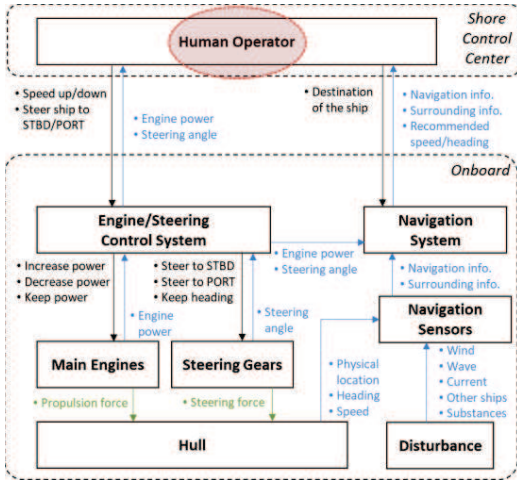 Human Operator
Shore
Control
Center
• Speed up/down
• Steer ship to
STBD/PORT
• Engine power
• Steering angle
• Destination
of the ship
• Navigation info.
• Surrounding info.
• Recommended
speed/heading
Onboard
Engine/Steering
Control System
Navigation
System
• Engine power
• Steering angle
• Increase power
• Decrease power
• Keep power
• Engine
power
• Steer to STBD
• Steer to PORT
• Keep heading
• Steering
angle
• Navigation info.
• Surrounding info.
Navigation
Sensors
Main Engines
Steering Gears
• Physical
location
• Heading
• Speed
• Wind
• Wave
• Current
• Other ships
• Substances
• Propulsion force
• Steering force
Hull
Disturbance